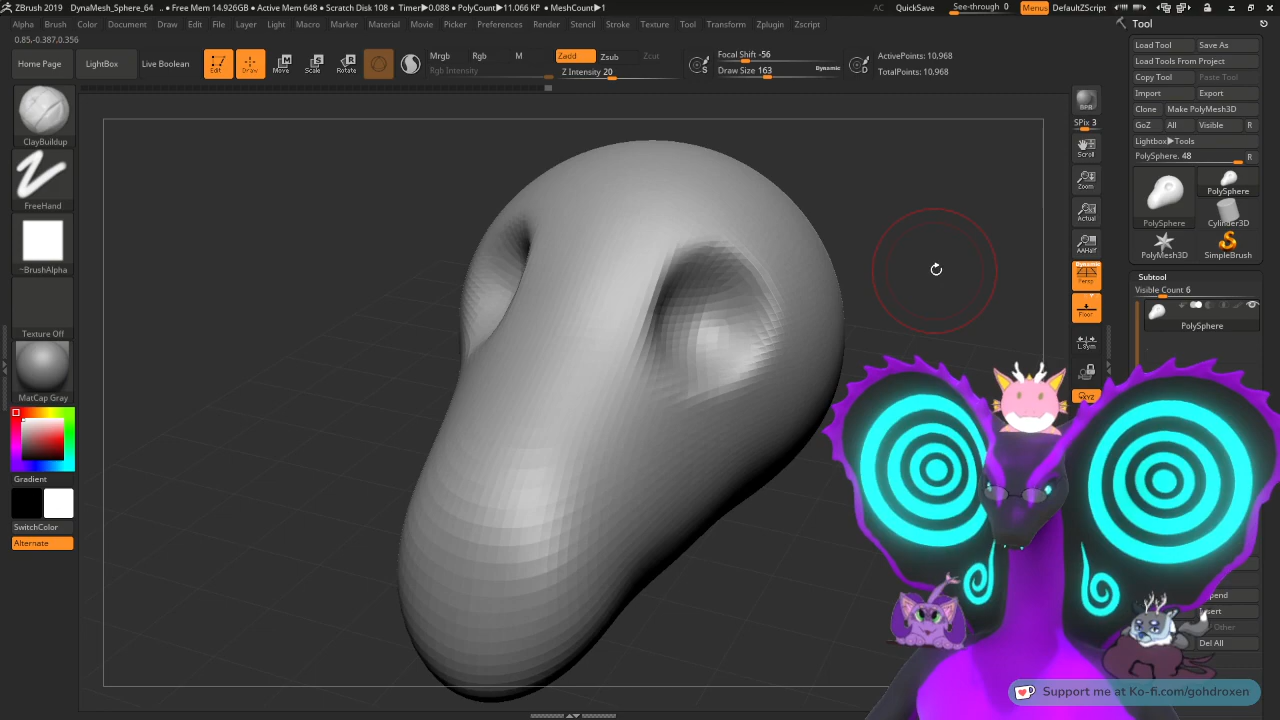 ZBrush 2019 DynaMesh_Sphere_64 • Free Mem 14.926GB • Active Mem 648 • Scratch Disk 108 • Timer▶0.088 • PolyCount▶11.066 KP • MeshCount▶1 AC QuickSave See-through 0 Menus DefaultZScript
Alpha Brush Color Document Draw Edit File Layer Light Macro Marker Material Movie Picker Preferences Render Stencil Stroke Texture Tool Transform Zplugin Zscript Tool
0.85,-0.387,0.356
Load Tool Save As
Home Page LightBox Live Boolean Edit Draw Move Scale Rotate Mrgb Rgb M Zadd Zsub Zcut Focal Shift -56 ActivePoints: 10,968
Rgb Intensity Z Intensity 20 Draw Size 163 Dynamic TotalPoints: 10,968
Load Tools From Project
Copy Tool Paste Tool
Import Export
BPR
Clone Make PolyMesh3D
SPix 3
GoZ All Visible R
ClayBuildup
Scroll
Lightbox▶Tools
PolySphere. 48 R
Zoom
PolySphere
FreeHand
Actual
PolySphere Cylinder3D
AAHalf
PolyMesh3D SimpleBrush
~BrushAlpha
Dynamic
Persp
Subtool
Visible Count 6
Floor
PolySphere
Texture Off
L.Sym
MatCap Gray
XYZ
Gradient
SwitchColor
Alternate
Del All
Support me at Ko-fi.com/gohdroxen